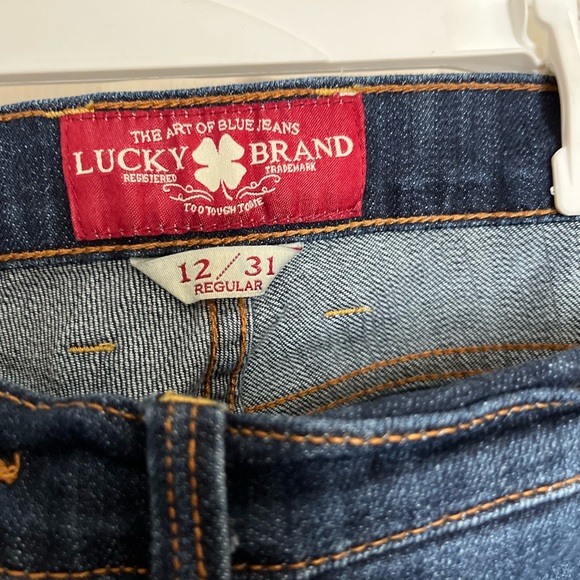 THE ART OF BLUE JEANS
LUCKY BRAND
REGISTERED TRADEMARK
TOO TOUGH TO DIE
12/31
REGULAR